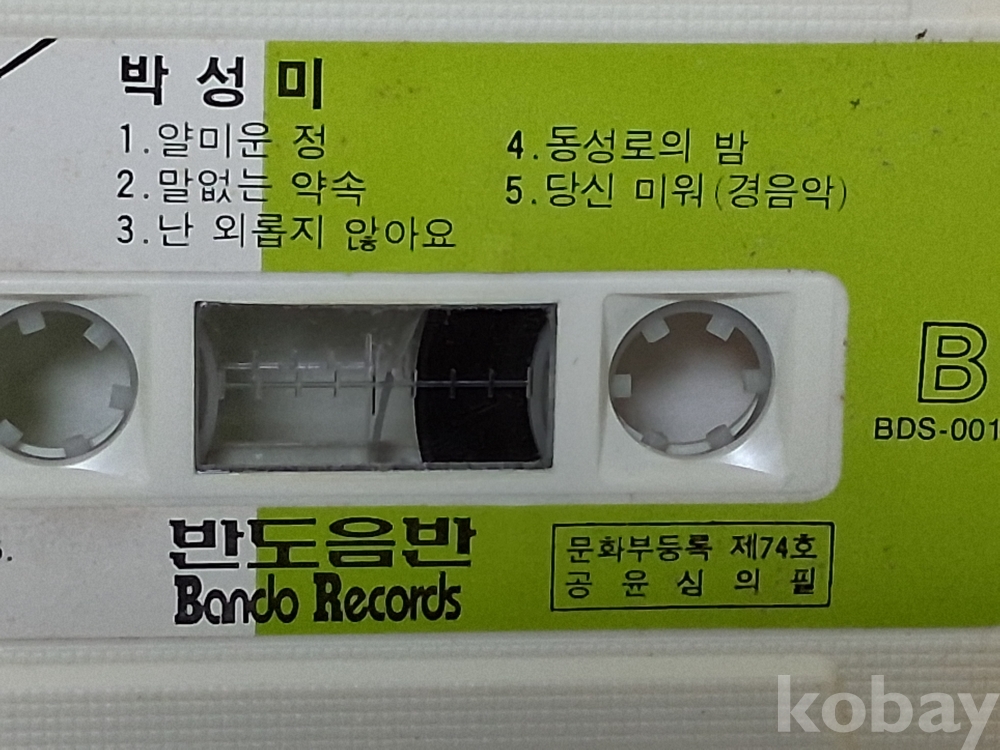 박성미
1.얄미운 정
2.말없는 약속
3.난 외롭지 않아요
4.동성로의 밤
5.당신 미워(경음악)
B
BDS-001
반도음반
Bando Records
문화부등록 제74호
공윤심의필
kobay